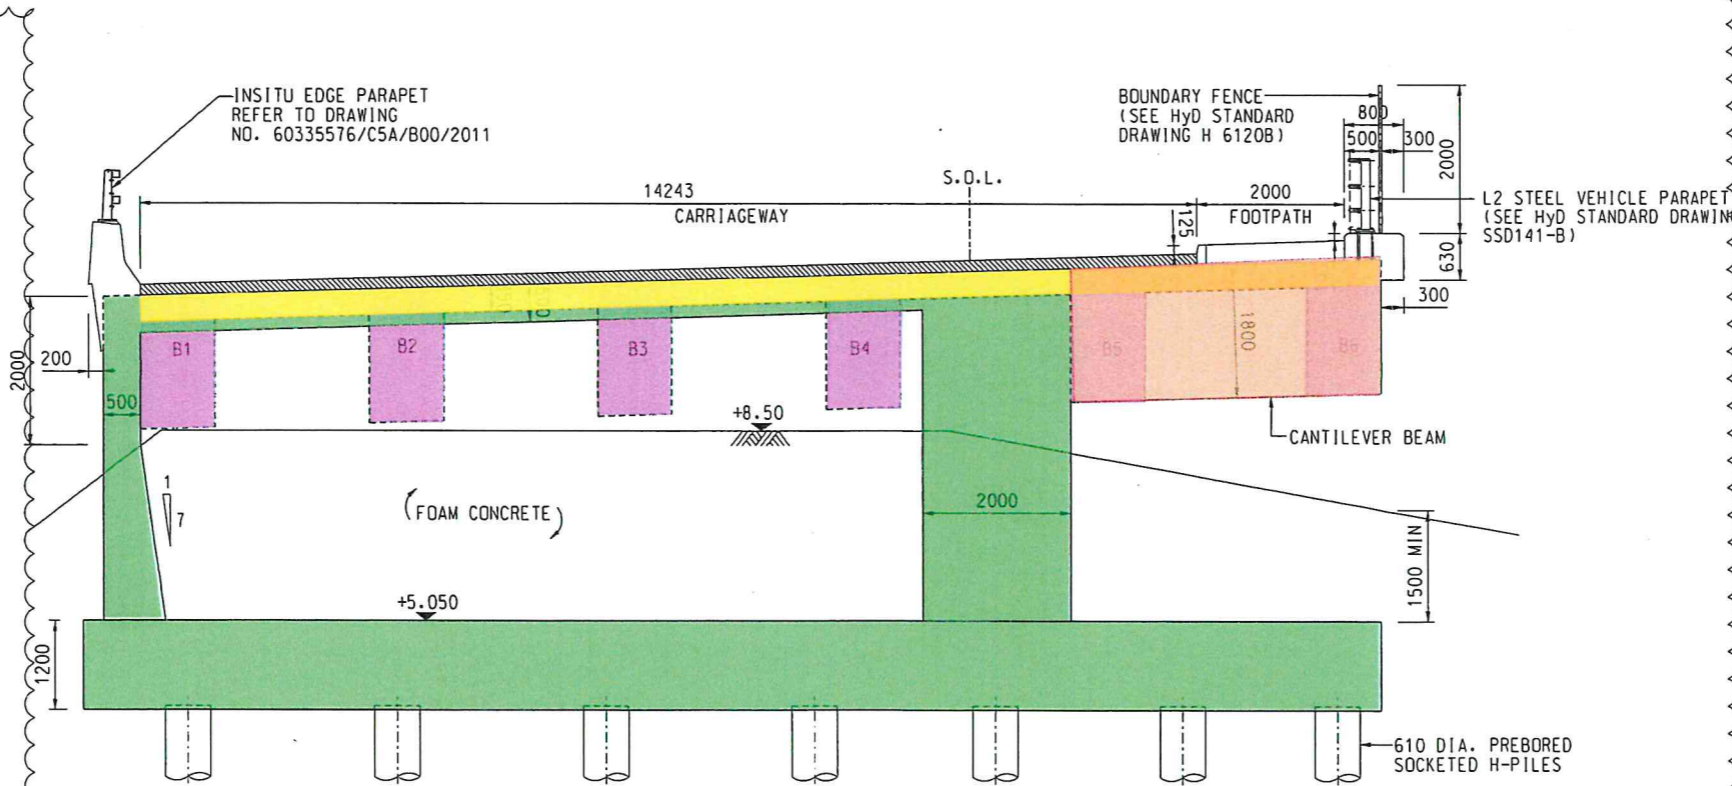 INSITU EDGE PARAPET
REFER TO DRAWING
NO. 60335576/C5A/B00/2011
BOUNDARY FENCE
(SEE HyD STANDARD
DRAWING H 6120B)
800
500
300
2000
14243
CARRIAGEWAY
S.O.L.
125
2000
FOOTPATH
L2 STEEL VEHICLE PARAPET
(SEE HyD STANDARD DRAWING
SSD141-B)
630
300
2000
200
500
B1
B2
B3
B4
B5
1800
B6
+8.50
CANTILEVER BEAM
1
7
(FOAM CONCRETE)
2000
1500 MIN
+5.050
1200
610 DIA. PREBORED
SOCKETED H-PILES